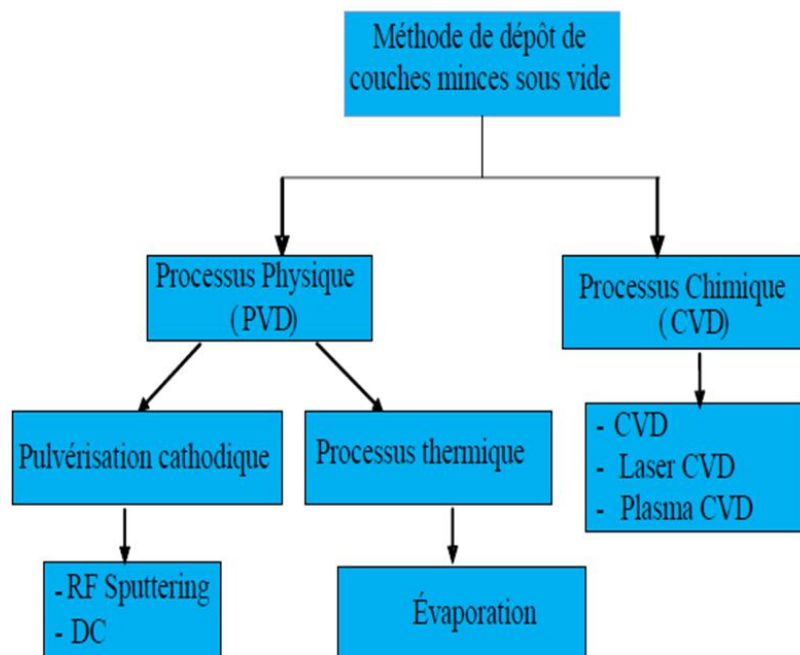 Méthode de dépôt de
couches minces sous vide
Processus Physique
(PVD)
Processus Chimique
(CVD)
Pulvérisation cathodique
Processus thermique
- CVD
- Laser CVD
- Plasma CVD
- RF Sputtering
- DC
Évaporation